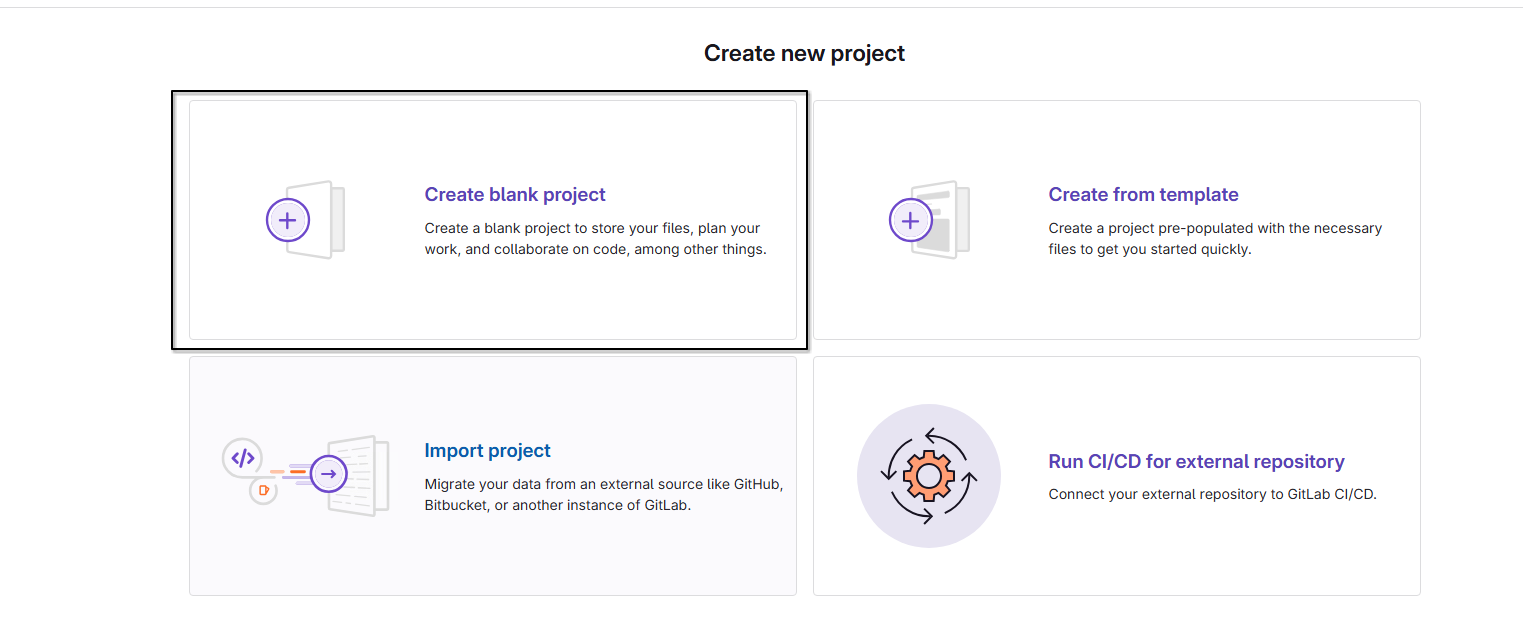 Create new project
Create blank project
Create a blank project to store your files, plan your
work, and collaborate on code, among other things.
Create from template
Create a project pre-populated with the necessary
files to get you started quickly.
Import project
Migrate your data from an external source like GitHub,
Bitbucket, or another instance of GitLab.
Run CI/CD for external repository
Connect your external repository to GitLab CI/CD.